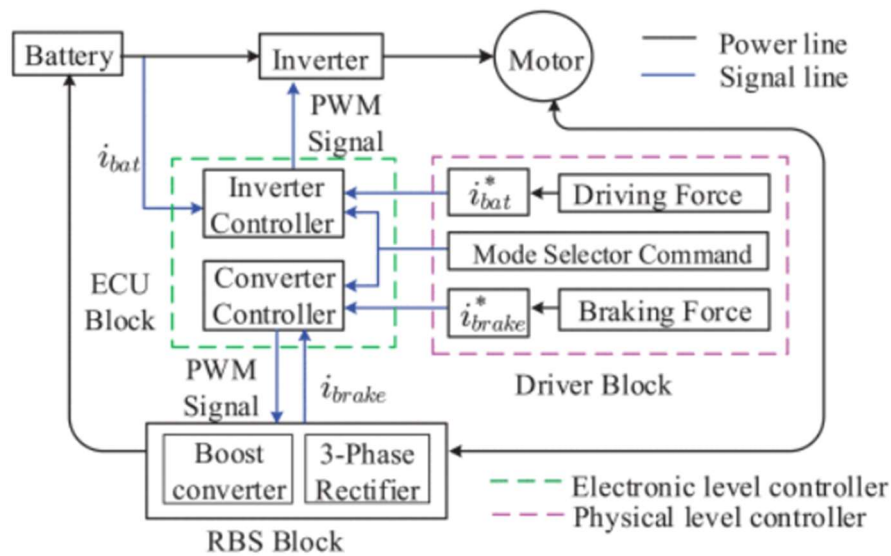 Battery
Inverter
Motor
Power line
Signal line
PWM
Signal
i_bat
Inverter
Controller
i*_bat
Driving Force
Mode Selector Command
Converter
Controller
i*_brake
Braking Force
ECU
Block
PWM
Signal
i_brake
Driver Block
Boost
converter
3-Phase
Rectifier
Electronic level controller
Physical level controller
RBS Block